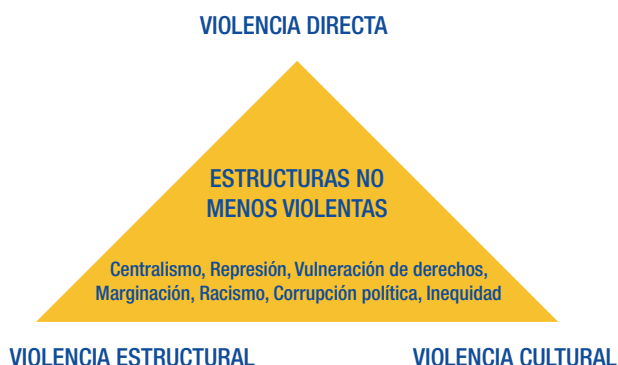 VIOLENCIA DIRECTA
ESTRUCTURAS NO
MENOS VIOLENTAS
Centralismo, Represión, Vulneración de derechos,
Marginación, Racismo, Corrupción política, Inequidad
VIOLENCIA ESTRUCTURAL
VIOLENCIA CULTURAL